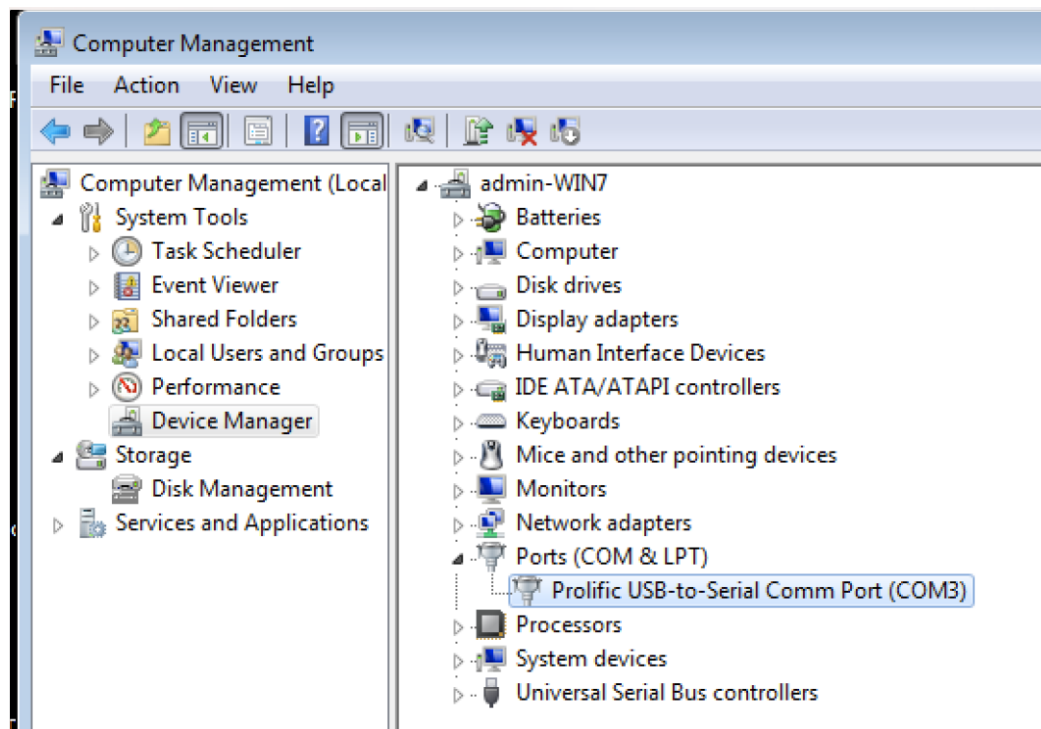 Computer Management
File Action View Help
Computer Management (Local
System Tools
Task Scheduler
Event Viewer
Shared Folders
Local Users and Groups
Performance
Device Manager
Storage
Disk Management
Services and Applications
admin-WIN7
Batteries
Computer
Disk drives
Display adapters
Human Interface Devices
IDE ATA/ATAPI controllers
Keyboards
Mice and other pointing devices
Monitors
Network adapters
Ports (COM & LPT)
Prolific USB-to-Serial Comm Port (COM3)
Processors
System devices
Universal Serial Bus controllers